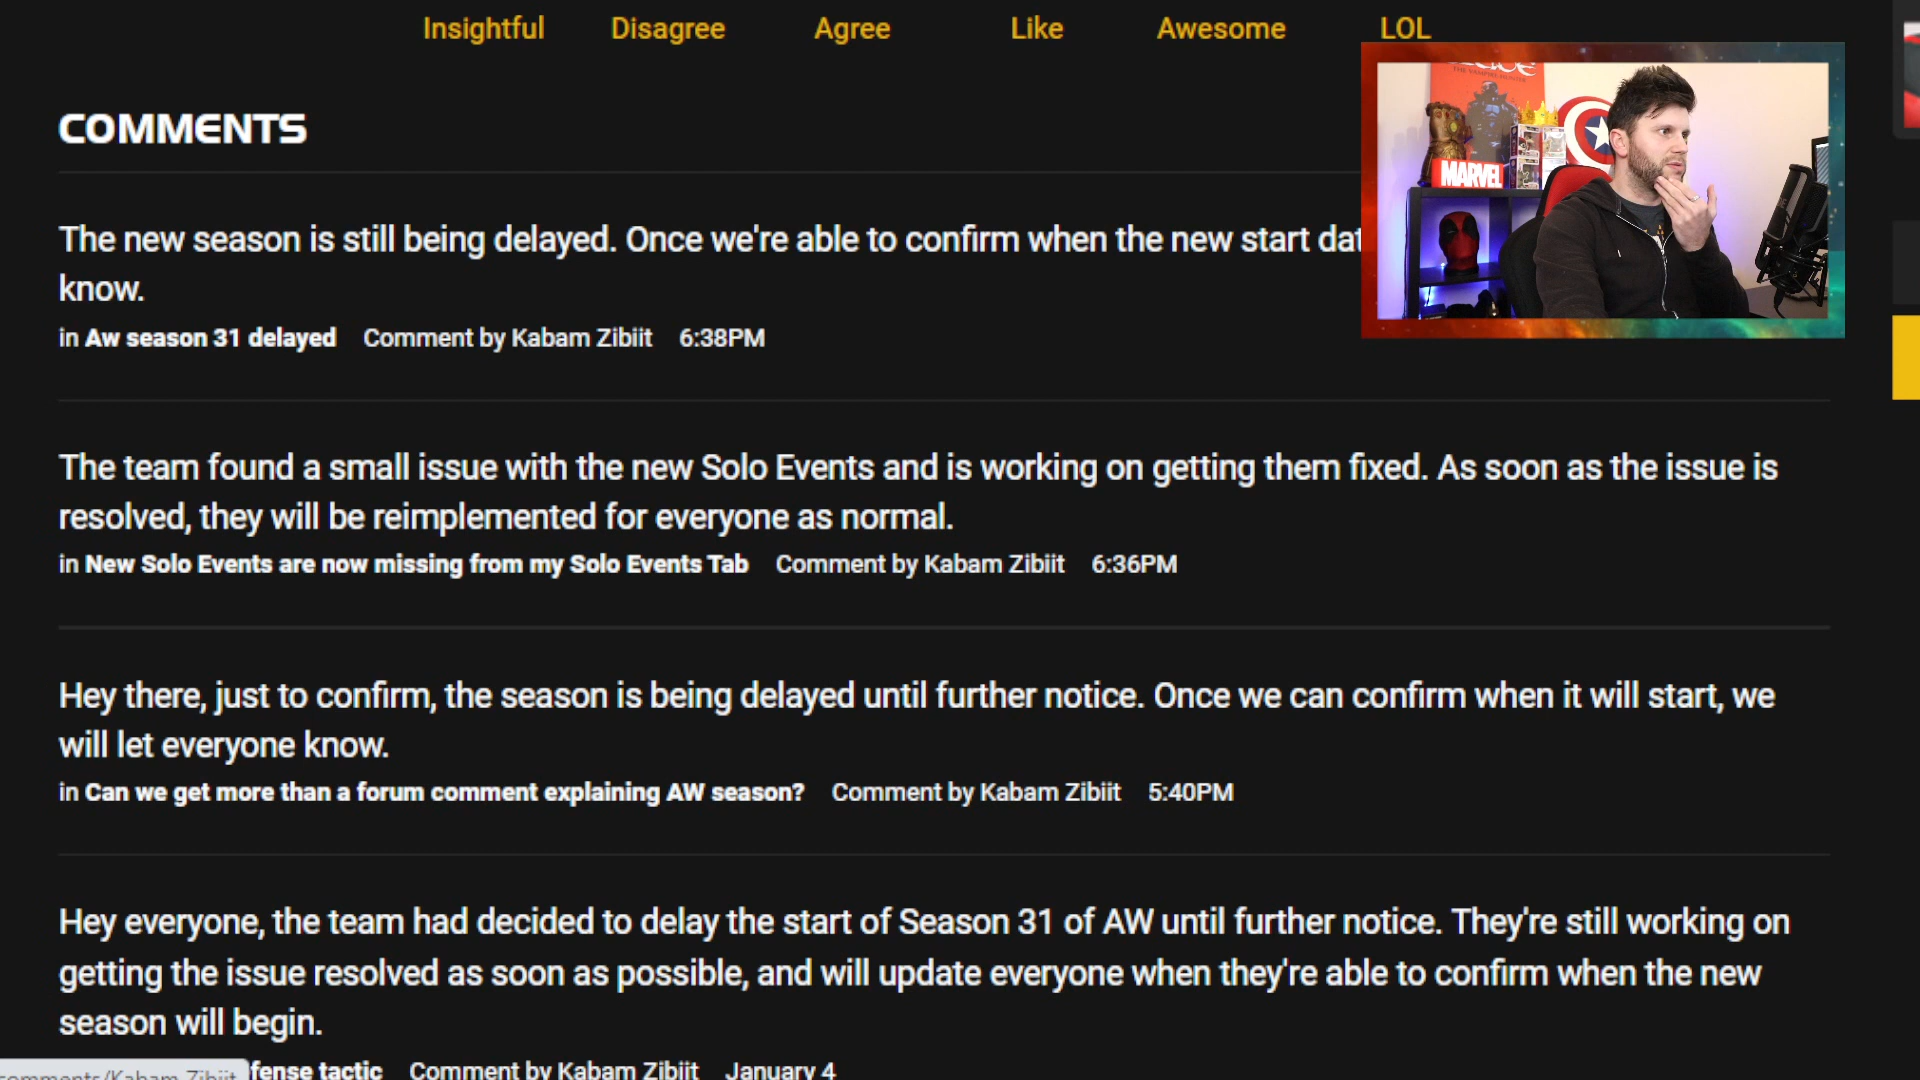 Insightful Disagree Agree Like Awesome LOL
COMMENTS
THE VAMPIRE HUNTER
MARVEL
The new season is still being delayed. Once we're able to confirm when the new start dat
know.
in Aw season 31 delayed Comment by Kabam Zibiit 6:38PM
The team found a small issue with the new Solo Events and is working on getting them fixed. As soon as the issue is
resolved, they will be reimplemented for everyone as normal.
in New Solo Events are now missing from my Solo Events Tab Comment by Kabam Zibiit 6:36PM
Hey there, just to confirm, the season is being delayed until further notice. Once we can confirm when it will start, we
will let everyone know.
in Can we get more than a forum comment explaining AW season? Comment by Kabam Zibiit 5:40PM
Hey everyone, the team had decided to delay the start of Season 31 of AW until further notice. They're still working on
getting the issue resolved as soon as possible, and will update everyone when they're able to confirm when the new
season will begin.
comments/Kabam Zibiit fense tactic Comment by Kabam Zibiit January 4